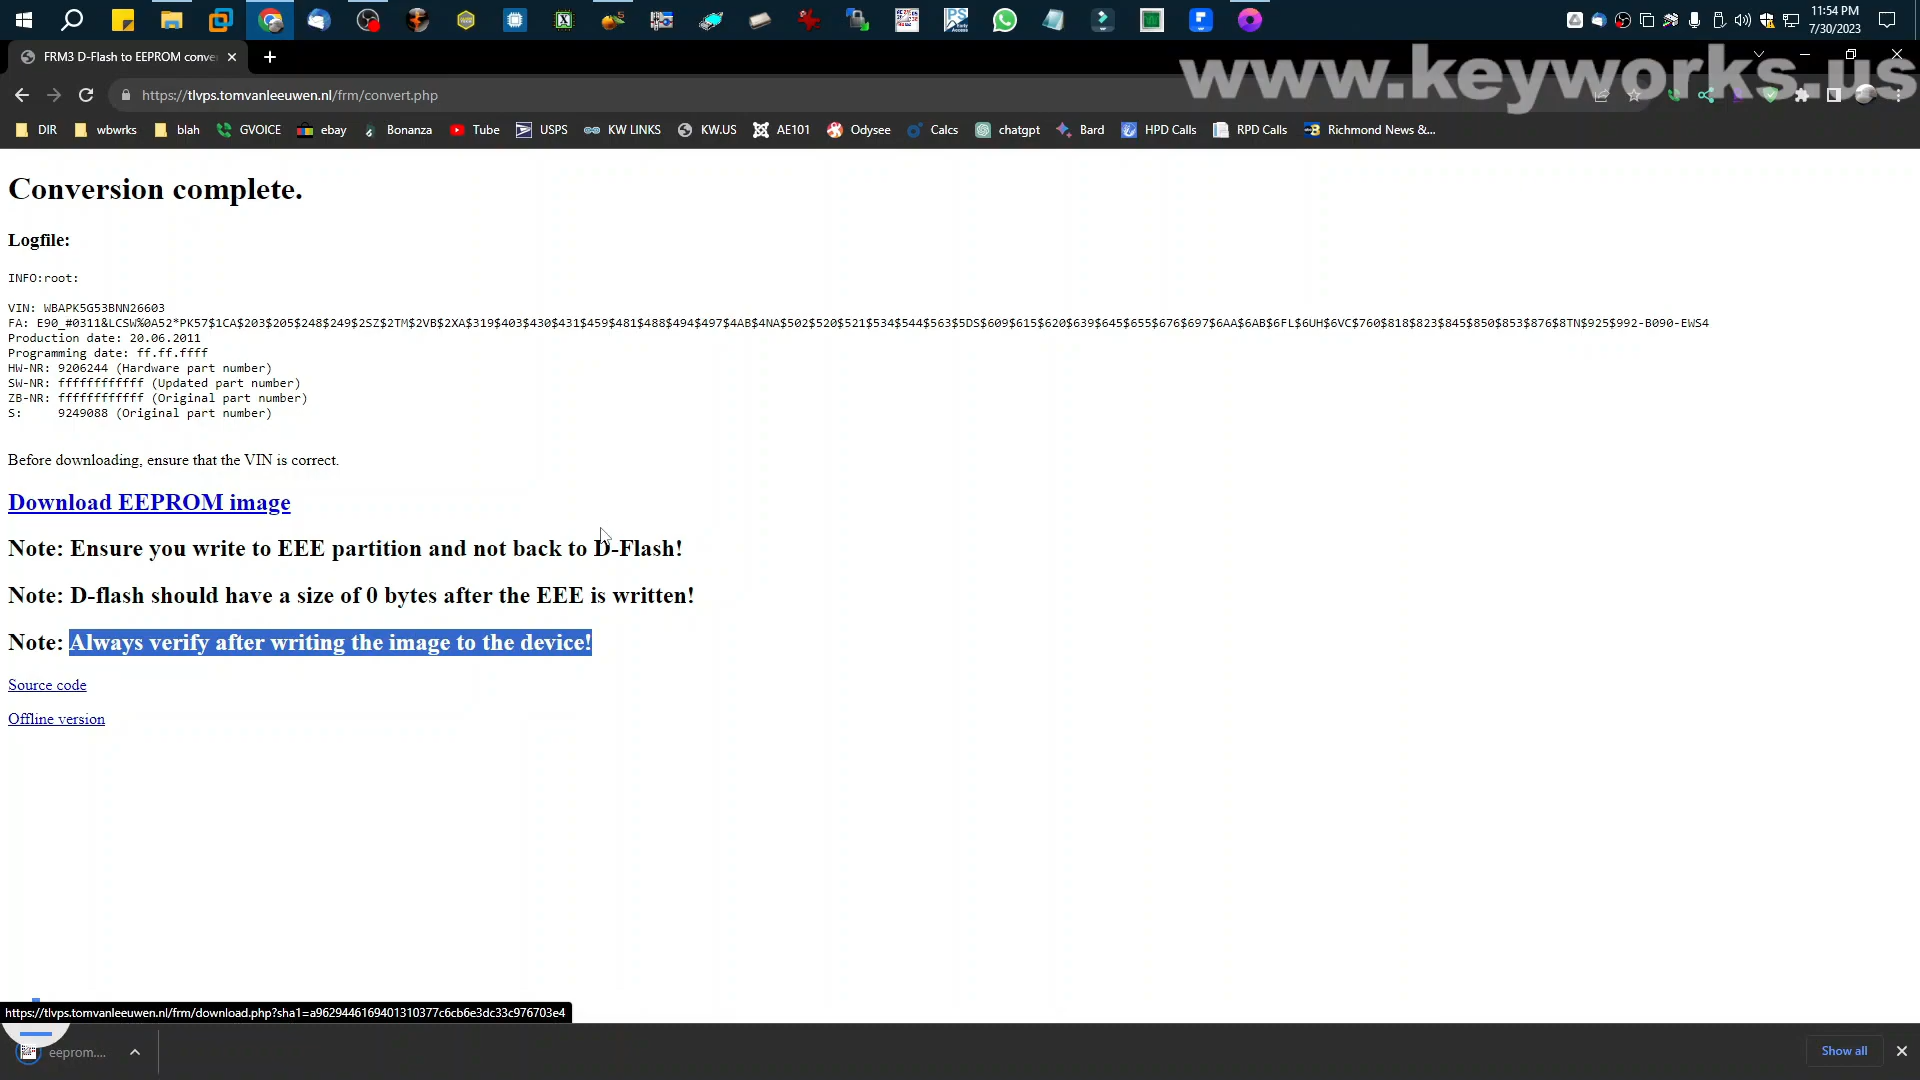 11:54 PM
7/30/2023
FRM3 D-Flash to EEPROM conve
www.keyworks.us
https://tlvps.tomvanleeuwen.nl/frm/convert.php
DIR wbwrks blah GVOICE ebay Bonanza Tube USPS KW LINKS KW.US AE101 Odysee Calcs chatgpt Bard HPD Calls RPD Calls Richmond News &...
Conversion complete.
Logfile:
INFO:root:
VIN: WBAPK5G53BNN26603
FA: E90_#0311&LCSW%0A52*PK57$1CA$203$205$248$249$2SZ$2TM$2VB$2XA$319$403$430$431$459$481$488$494$497$4AB$4NA$502$520$521$534$544$563$5DS$609$615$620$639$645$655$676$697$6AA$6AB$6FL$6UH$6VC$760$818$823$845$850$853$876$8TN$925$992-B090-EWS4
Production date: 20.06.2011
Programming date: ff.ff.ffff
HW-NR: 9206244 (Hardware part number)
SW-NR: ffffffffffff (Updated part number)
ZB-NR: ffffffffffff (Original part number)
S: 9249088 (Original part number)
Before downloading, ensure that the VIN is correct.
Download EEPROM image
Note: Ensure you write to EEE partition and not back to D-Flash!
Note: D-flash should have a size of 0 bytes after the EEE is written!
Note: Always verify after writing the image to the device!
Source code
Offline version
https://tlvps.tomvanleeuwen.nl/frm/download.php?sha1=a9629446169401310377c6cb6e3dc33c976703e4
eeprom....
Show all